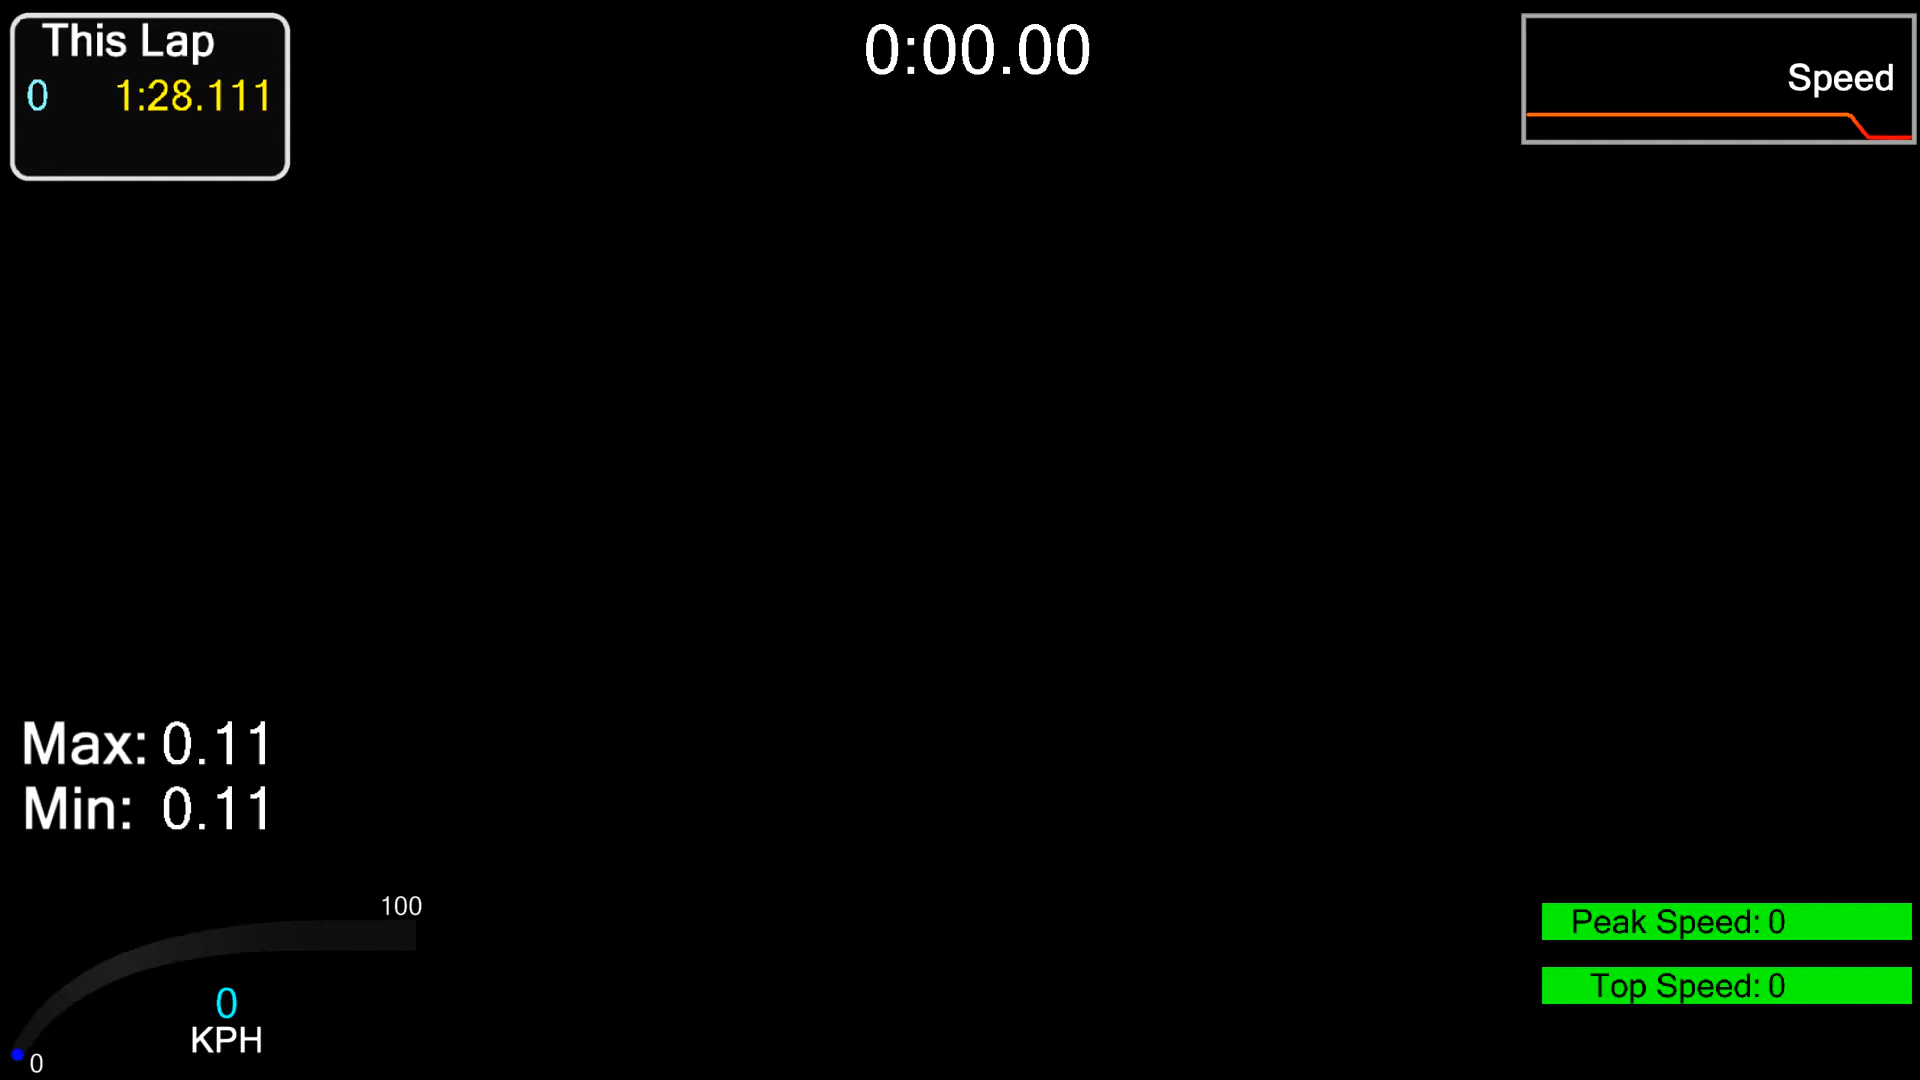 This Lap
0 1:28.111
0:00.00
Speed
Max: 0.11
Min: 0.11
100
0
KPH
0
Peak Speed: 0
Top Speed: 0